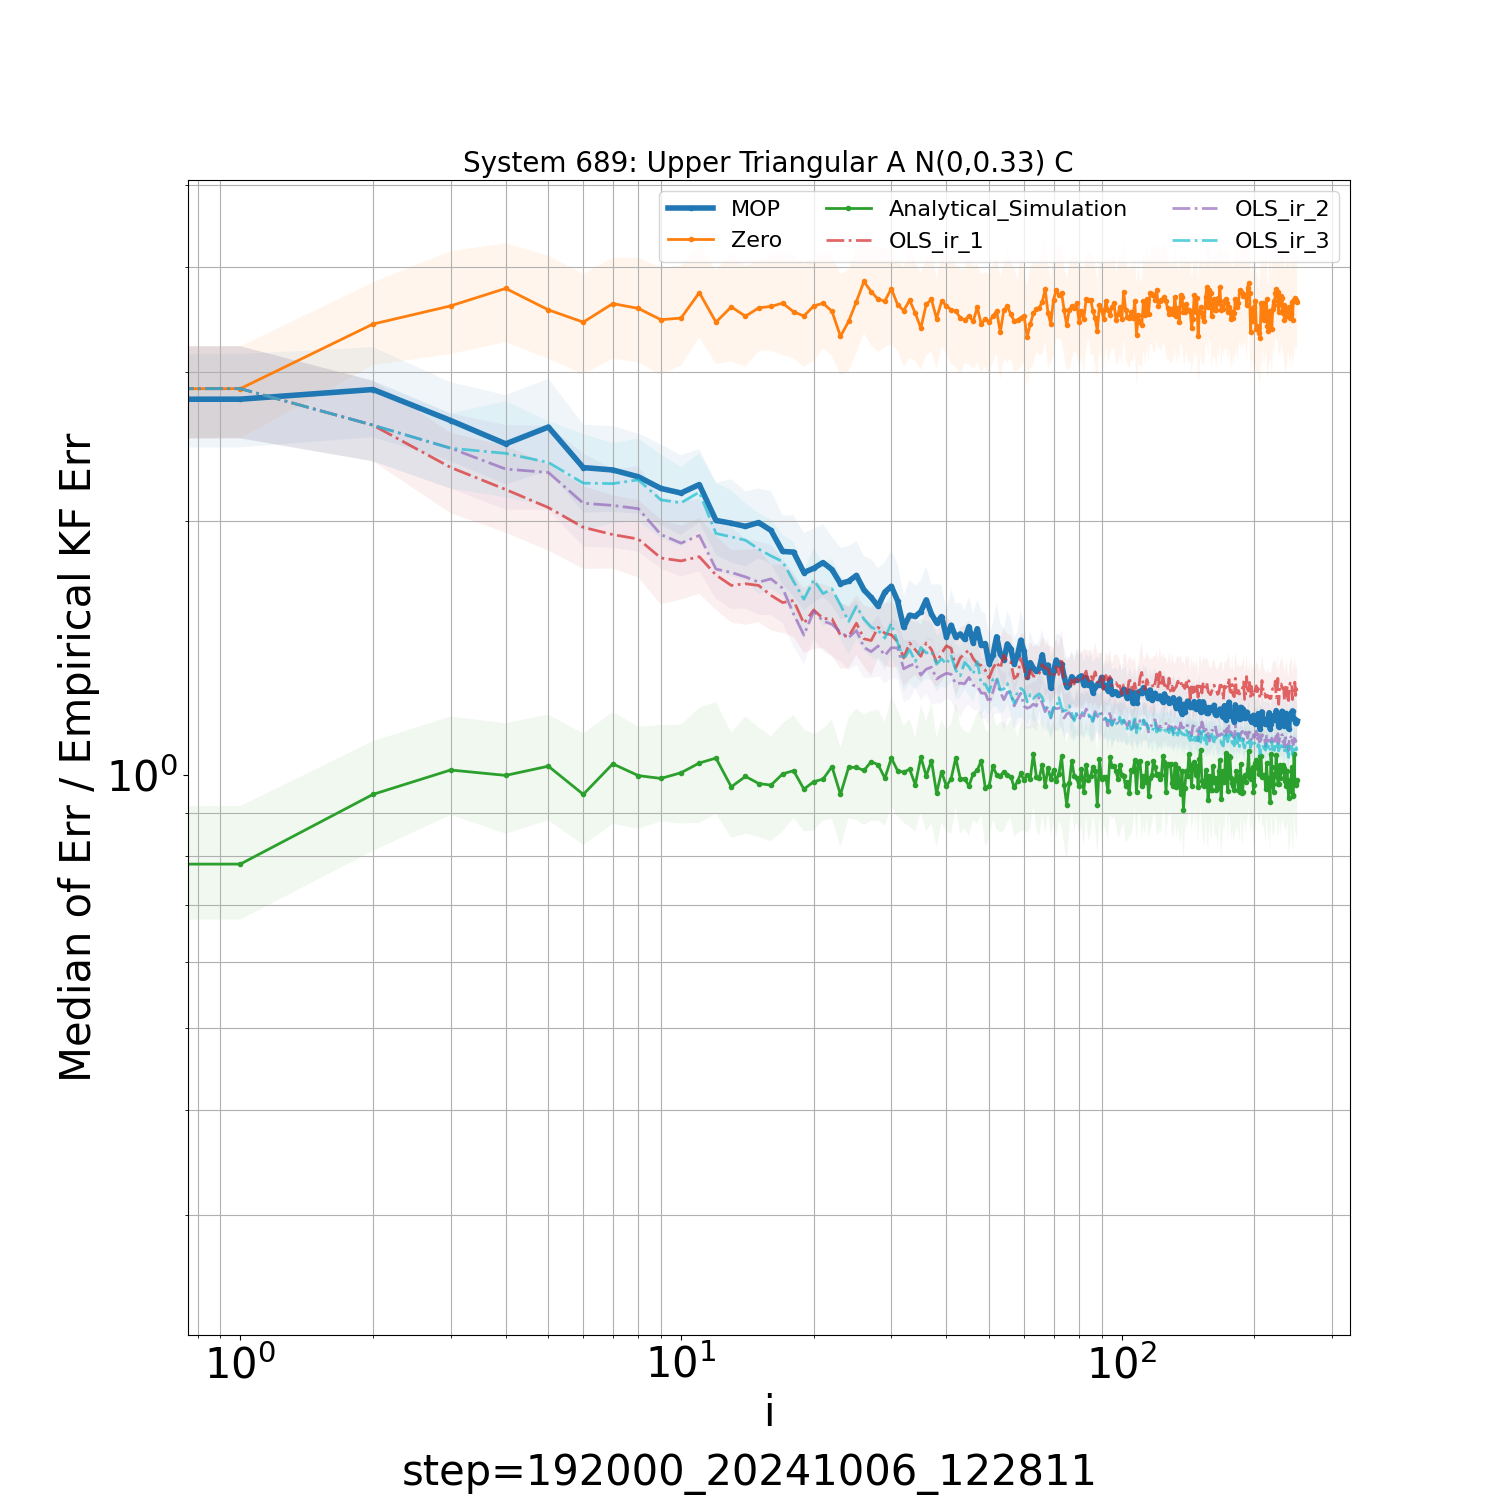 System 689: Upper Triangular A N(0,0.33) C
MOP
Zero
Analytical_Simulation
OLS_ir_1
OLS_ir_2
OLS_ir_3
Median of Err / Empirical KF Err
10⁰
10⁰ 10¹ 10²
i
step=192000_20241006_122811